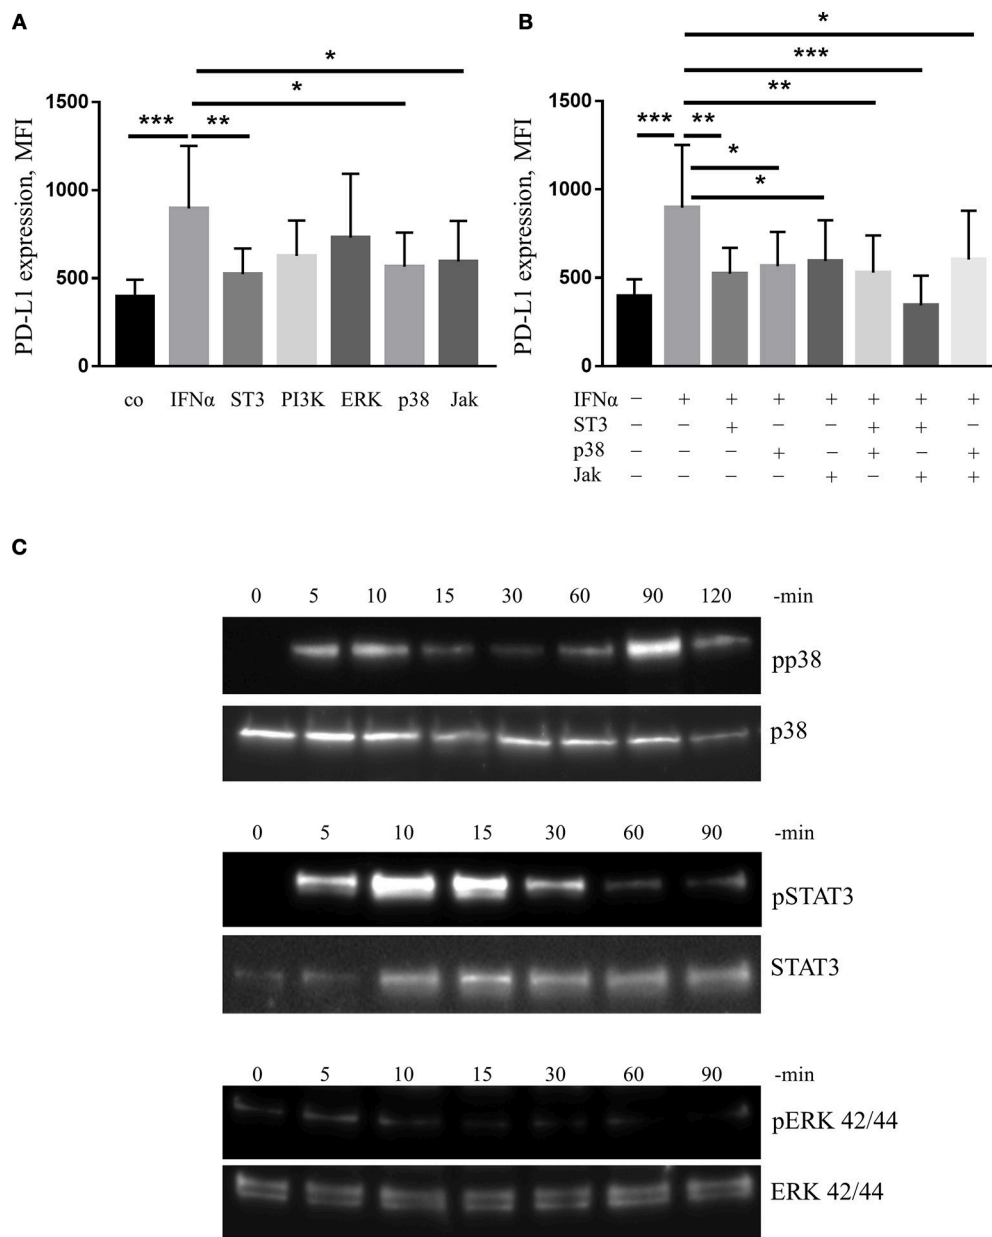 A
PD-L1 expression, MFI
1500
1000
500
0
*
*
*** **
co IFNα ST3 PI3K ERK p38 Jak
B
PD-L1 expression, MFI
1500
1000
500
0
*
***
**
*** **
*
*
IFNα – + + + + + + +
ST3 – – + – – + + –
p38 – – – + – + – +
Jak – – – – + – + +
C
0 5 10 15 30 60 90 120 -min
pp38
p38
0 5 10 15 30 60 90 -min
pSTAT3
STAT3
0 5 10 15 30 60 90 -min
pERK 42/44
ERK 42/44